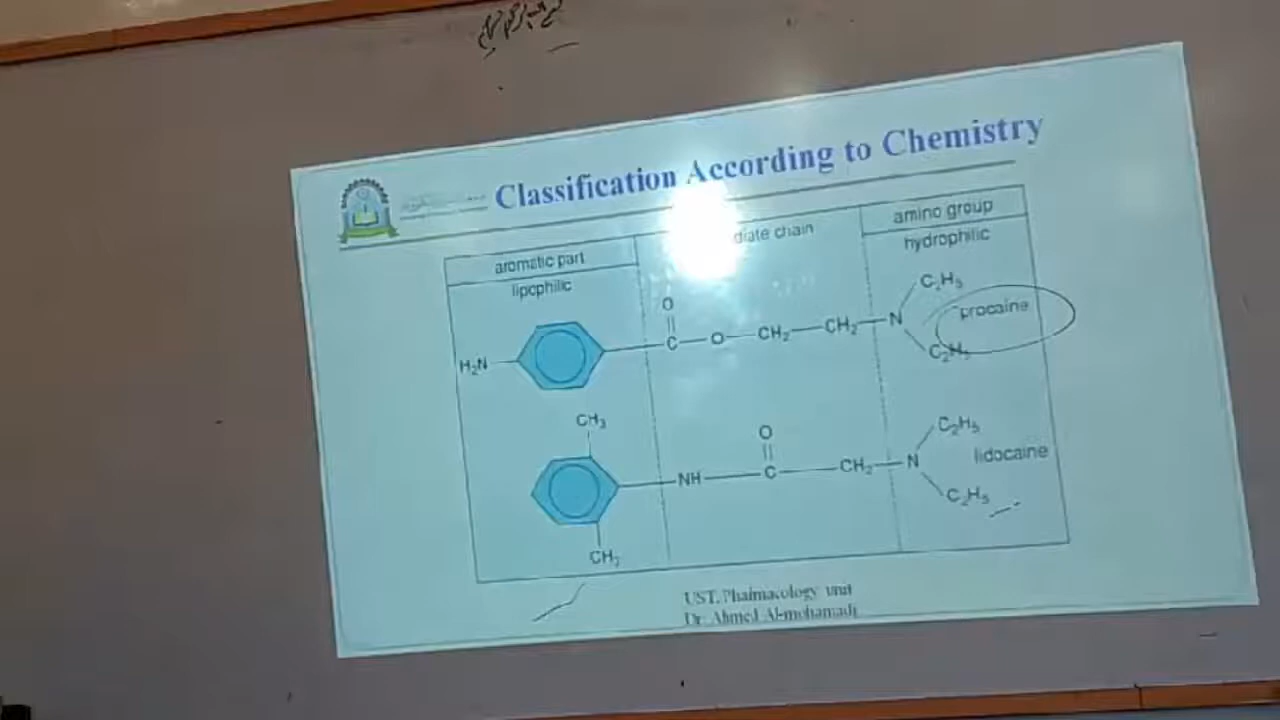 Classification According to Chemistry
aromatic part
diate chain
amino group
lipophilic
hydrophilic
O
C₂H₅
procaine
H₂N
C
O
CH₂
CH₂
N
C₂H₅
CH₃
O
C₂H₅
lidocaine
NH
C
CH₂
N
C₂H₅
CH₃
UST. Phaimacology unit
Dr. Ahmed Al-mohamadi